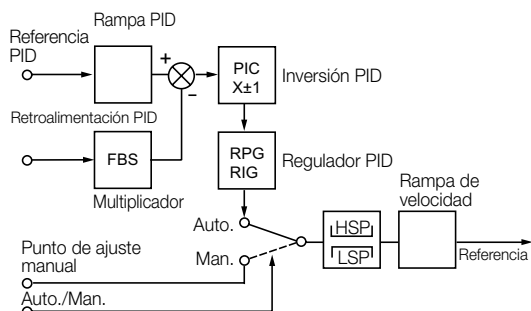 Rampa PID
Referencia
PID
+
−
PIC
X±1
Inversión PID
Retroalimentación PID
FBS
Multiplicador
RPG
RIG
Regulador PID
Rampa de
velocidad
Auto.
HSP
LSP
Referencia
Punto de ajuste
manual
Man.
Auto./Man.